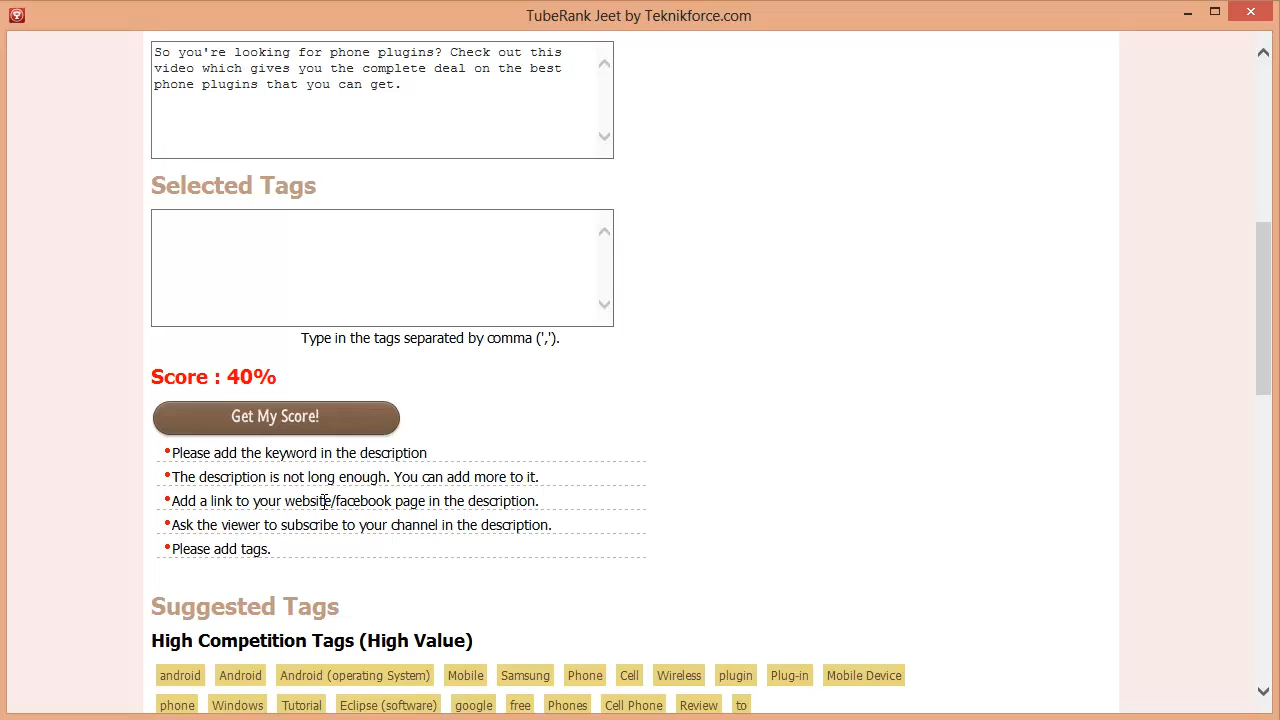 TubeRank Jeet by Teknikforce.com
So you're looking for phone plugins? Check out this
video which gives you the complete deal on the best
phone plugins that you can get.
Selected Tags
Type in the tags separated by comma (',').
Score : 40%
Get My Score!
Please add the keyword in the description
The description is not long enough. You can add more to it.
Add a link to your website/facebook page in the description.
Ask the viewer to subscribe to your channel in the description.
Please add tags.
Suggested Tags
High Competition Tags (High Value)
android Android Android (operating System) Mobile Samsung Phone Cell Wireless plugin Plug-in Mobile Device
phone Windows Tutorial Eclipse (software) google free Phones Cell Phone Review to